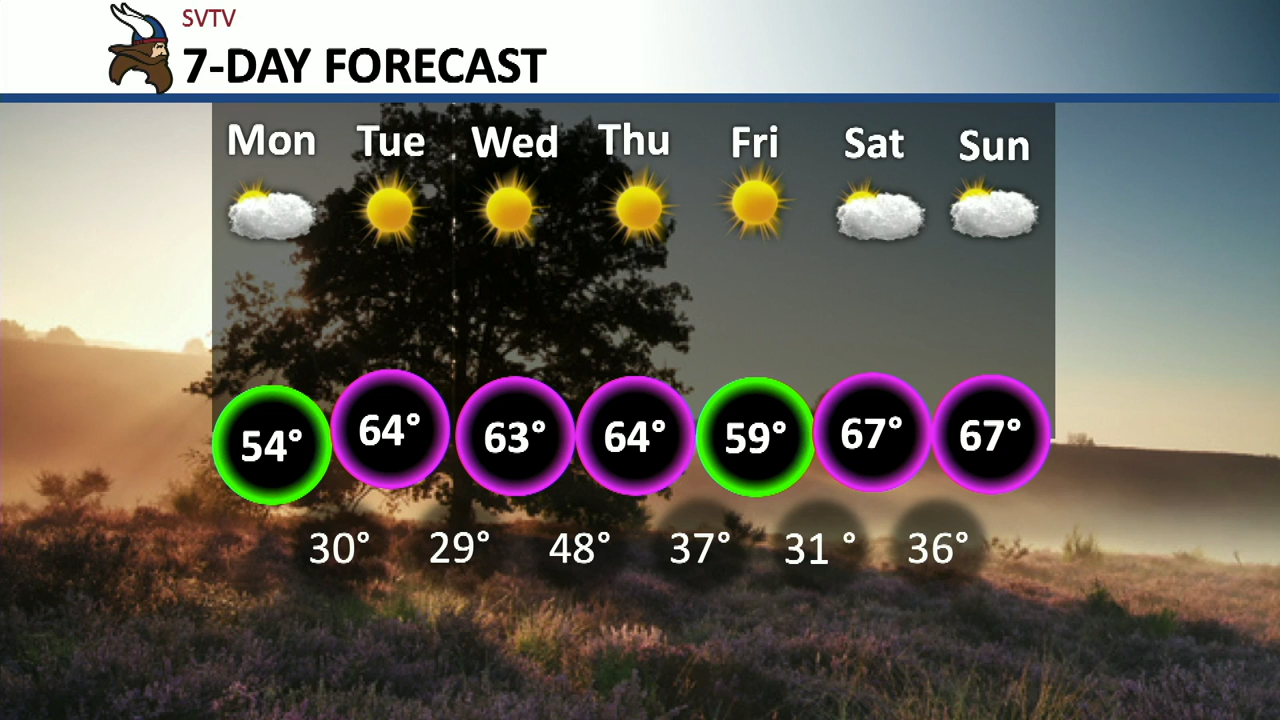 SVTV
7-DAY FORECAST
Mon Tue Wed Thu Fri Sat Sun
54° 64° 63° 64° 59° 67° 67°
30° 29° 48° 37° 31 ° 36°